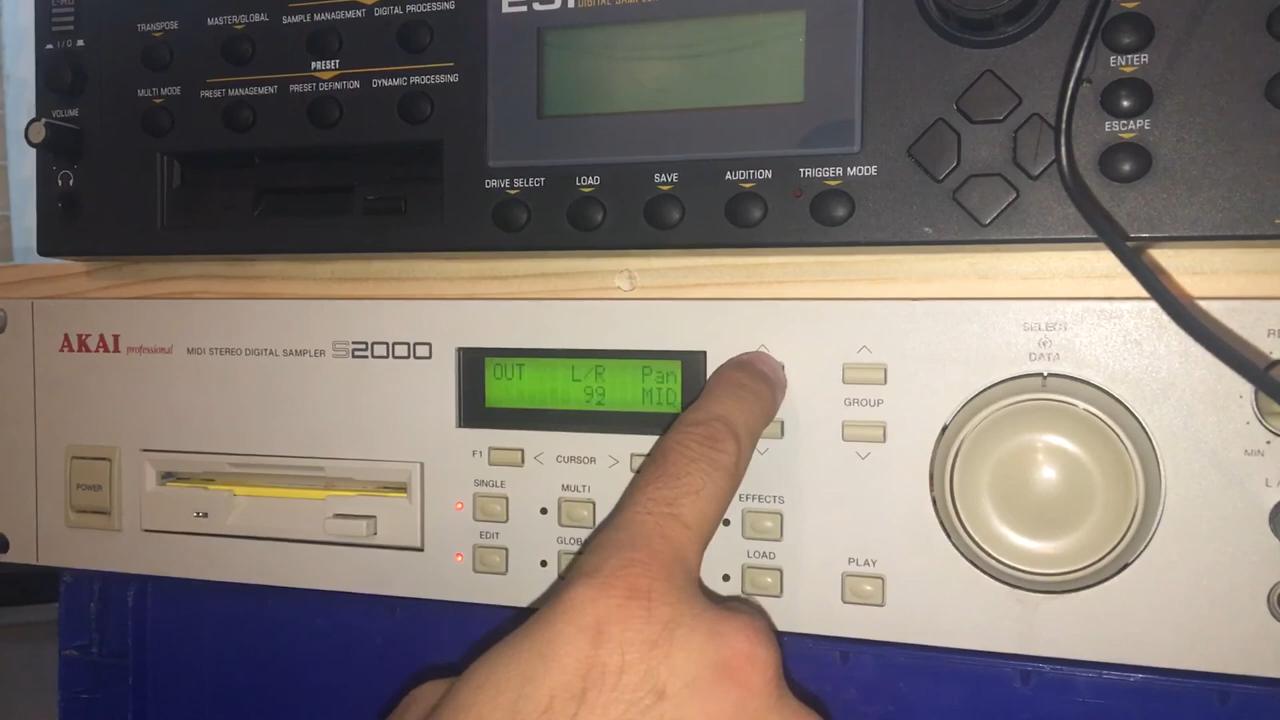 TRANSPOSE
MASTER/GLOBAL
SAMPLE MANAGEMENT
DIGITAL PROCESSING
I/O
PRESET
MULTI MODE
PRESET MANAGEMENT
PRESET DEFINITION
DYNAMIC PROCESSING
VOLUME
ENTER
ESCAPE
DRIVE SELECT
LOAD
SAVE
AUDITION
TRIGGER MODE
AKAI professional MIDI STEREO DIGITAL SAMPLER S2000
OUT L/R Pan
99 MID
SELECT
DATA
GROUP
POWER
F1 < CURSOR >
SINGLE
MULTI
EFFECTS
EDIT
LOAD
PLAY
MIN